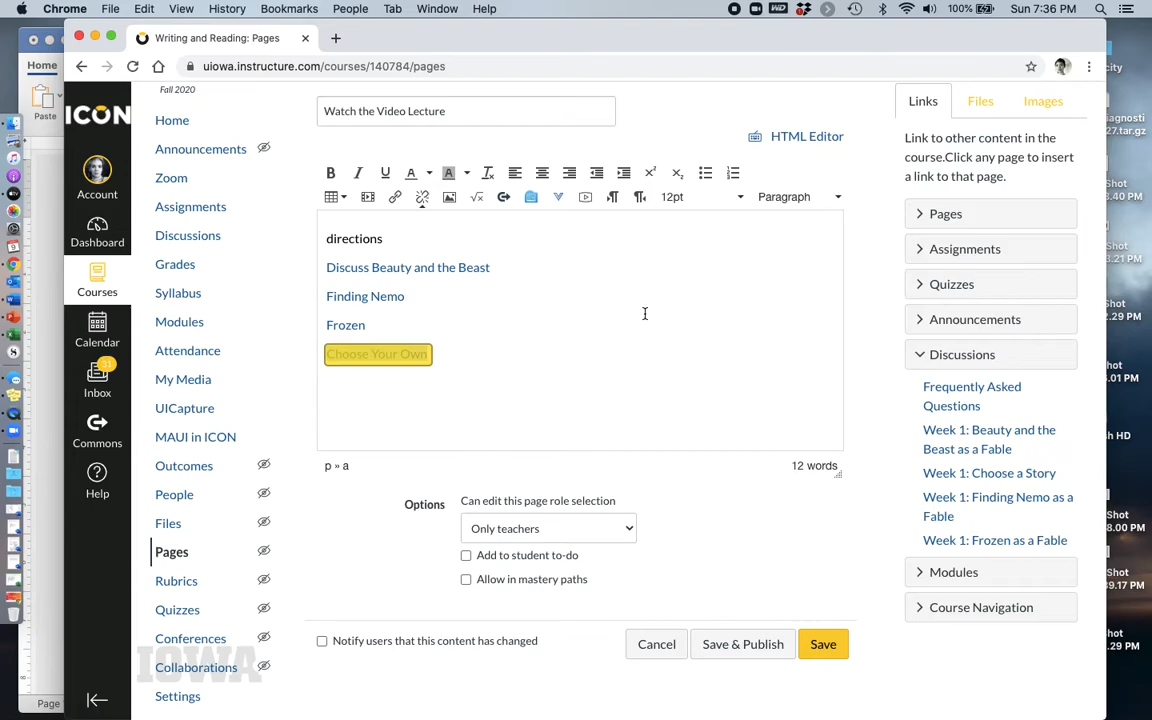 Chrome File Edit View History Bookmarks People Tab Window Help 100% Sun 7:36 PM
Writing and Reading: Pages
Home
uiowa.instructure.com/courses/140784/pages
city
Paste
ICON
Account
Dashboard
Courses
Calendar
31
Inbox
Commons
Help
Page
Fall 2020
Home
Announcements
Zoom
Assignments
Discussions
Grades
Syllabus
Modules
Attendance
My Media
UICapture
MAUI in ICON
Outcomes
People
Files
Pages
Rubrics
Quizzes
Conferences
Collaborations
Settings
IOWA
Watch the Video Lecture
HTML Editor
12pt Paragraph
directions
Discuss Beauty and the Beast
Finding Nemo
Frozen
Choose Your Own
p » a
12 words
Options
Can edit this page role selection
Only teachers
Add to student to-do
Allow in mastery paths
Notify users that this content has changed
Cancel
Save & Publish
Save
Links
Files
Images
Link to other content in the
course.Click any page to insert
a link to that page.
Pages
Assignments
Quizzes
Announcements
Discussions
Frequently Asked
Questions
Week 1: Beauty and the
Beast as a Fable
Week 1: Choose a Story
Week 1: Finding Nemo as a
Fable
Week 1: Frozen as a Fable
Modules
Course Navigation